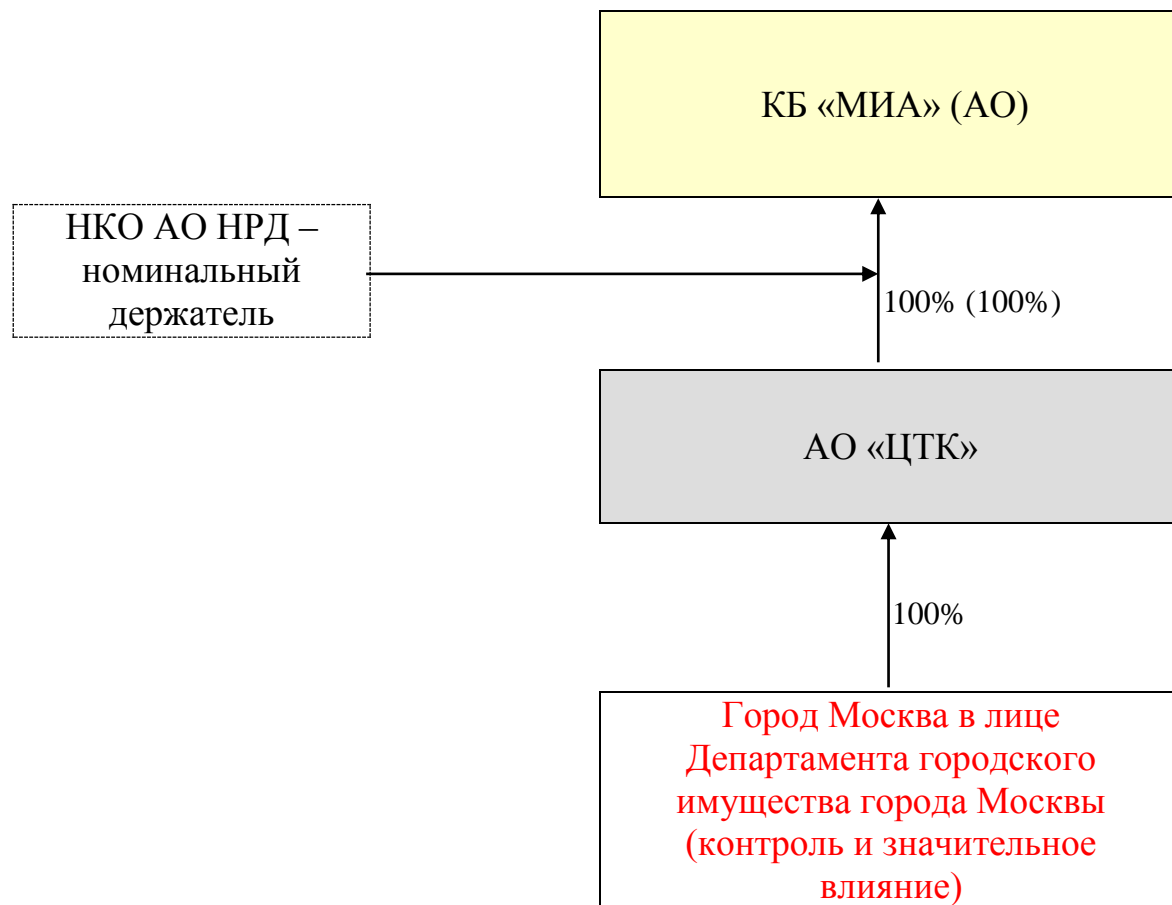 КБ «МИА» (АО)
НКО АО НРД –
номинальный
держатель
100% (100%)
АО «ЦТК»
100%
Город Москва в лице
Департамента городского
имущества города Москвы
(контроль и значительное
влияние)